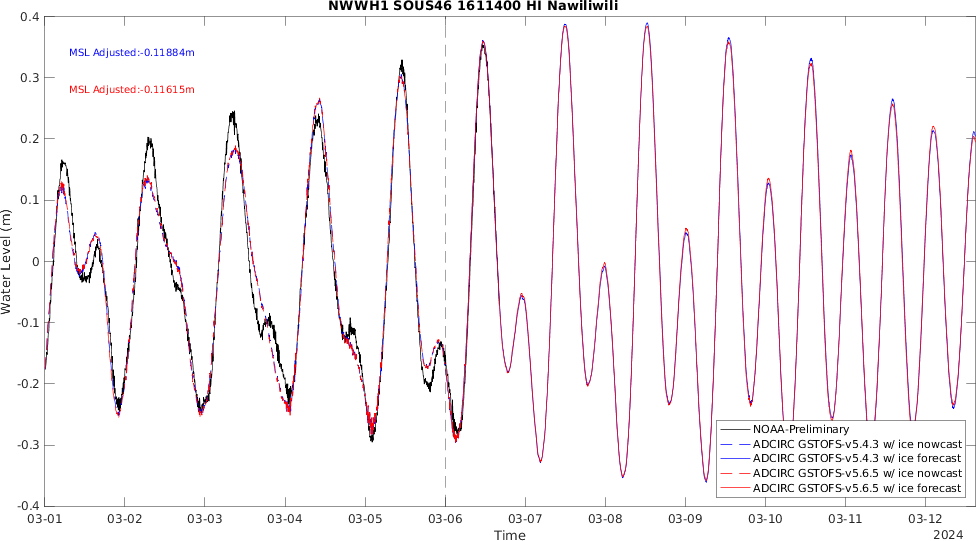 NWWH1 SOUS46 1611400 HI Nawiliwili
0.4
0.3
0.2
0.1
0
-0.1
-0.2
-0.3
-0.4
Water Level (m)
MSL Adjusted:-0.11884m
MSL Adjusted:-0.11615m
NOAA-Preliminary
ADCIRC GSTOFS-v5.4.3 w/ ice nowcast
ADCIRC GSTOFS-v5.4.3 w/ ice forecast
ADCIRC GSTOFS-v5.6.5 w/ ice nowcast
ADCIRC GSTOFS-v5.6.5 w/ ice forecast
03-01 03-02 03-03 03-04 03-05 03-06 03-07 03-08 03-09 03-10 03-11 03-12
Time
2024